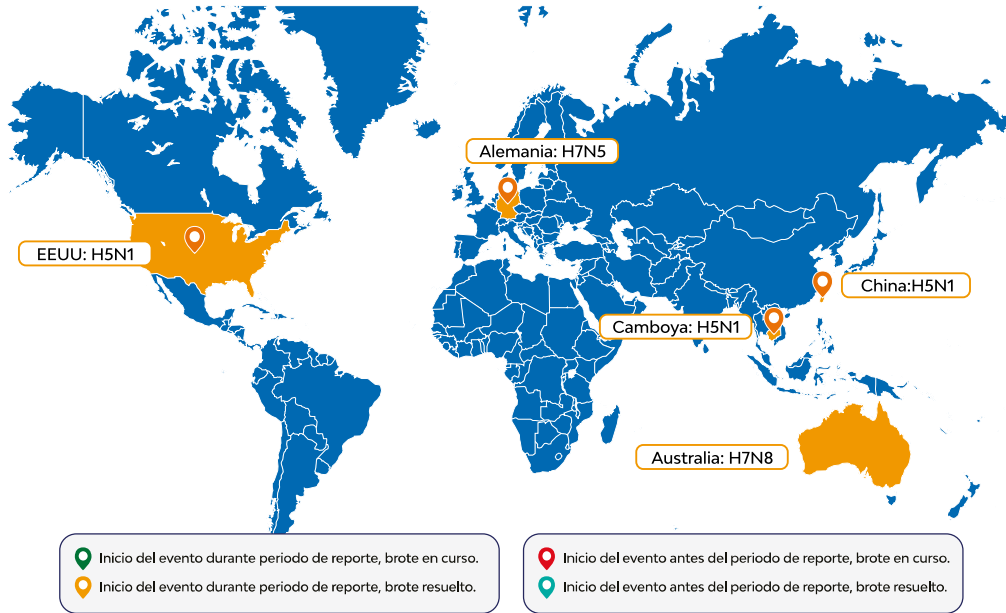 Alemania: H7N5
EEUU: H5N1
China:H5N1
Camboya: H5N1
Australia: H7N8
Inicio del evento durante periodo de reporte, brote en curso.
Inicio del evento durante periodo de reporte, brote resuelto.
Inicio del evento antes del periodo de reporte, brote en curso.
Inicio del evento antes del periodo de reporte, brote resuelto.